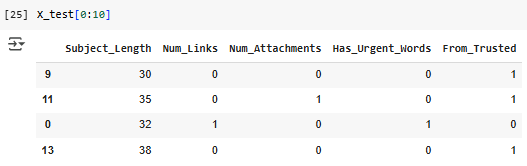 [25] X_test[0:10]
Subject_Length Num_Links Num_Attachments Has_Urgent_Words From_Trusted
9 30 0 0 0 1
11 35 0 1 0 1
0 32 1 0 1 0
13 38 0 0 0 1